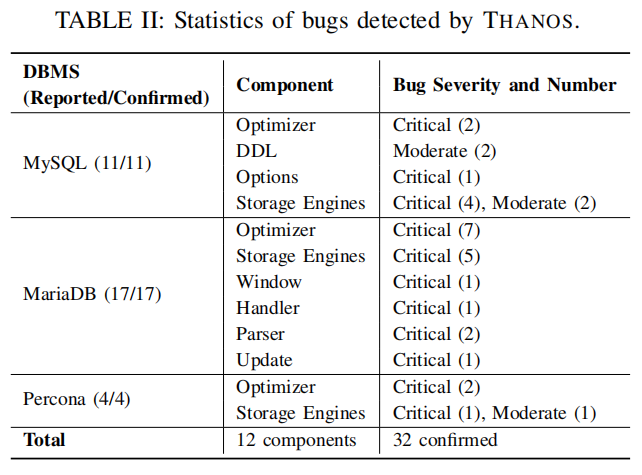 TABLE II: Statistics of bugs detected by THANOS.
DBMS (Reported/Confirmed) Component Bug Severity and Number
MySQL (11/11) Optimizer Critical (2)
DDL Moderate (2)
Options Critical (1)
Storage Engines Critical (4), Moderate (2)
MariaDB (17/17) Optimizer Critical (7)
Storage Engines Critical (5)
Window Critical (1)
Handler Critical (1)
Parser Critical (2)
Update Critical (1)
Percona (4/4) Optimizer Critical (2)
Storage Engines Critical (1), Moderate (1)
Total 12 components 32 confirmed